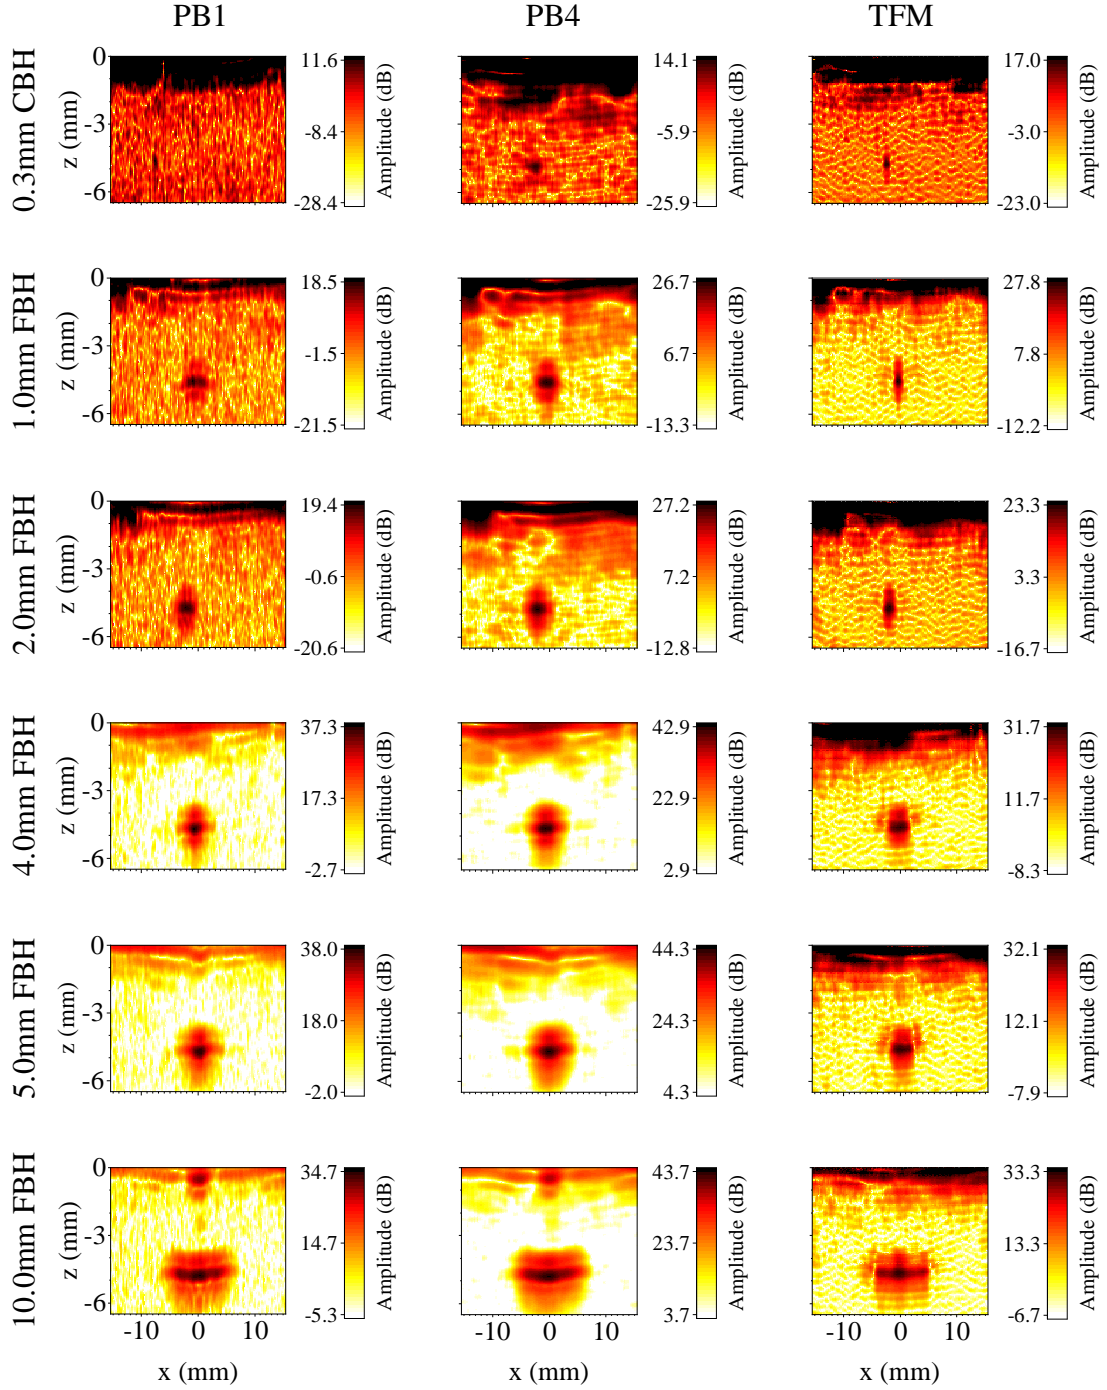 PB1 PB4 TFM
0.3mm CBH
z (mm)
0
-3
-6
11.6
-8.4
-28.4
Amplitude (dB)
14.1
-5.9
-25.9
Amplitude (dB)
17.0
-3.0
-23.0
Amplitude (dB)
1.0mm FBH
z (mm)
0
-3
-6
18.5
-1.5
-21.5
Amplitude (dB)
26.7
6.7
-13.3
Amplitude (dB)
27.8
7.8
-12.2
Amplitude (dB)
2.0mm FBH
z (mm)
0
-3
-6
19.4
-0.6
-20.6
Amplitude (dB)
27.2
7.2
-12.8
Amplitude (dB)
23.3
3.3
-16.7
Amplitude (dB)
4.0mm FBH
z (mm)
0
-3
-6
37.3
17.3
-2.7
Amplitude (dB)
42.9
22.9
2.9
Amplitude (dB)
31.7
11.7
-8.3
Amplitude (dB)
5.0mm FBH
z (mm)
0
-3
-6
38.0
18.0
-2.0
Amplitude (dB)
44.3
24.3
4.3
Amplitude (dB)
32.1
12.1
-7.9
Amplitude (dB)
10.0mm FBH
z (mm)
0
-3
-6
34.7
14.7
-5.3
Amplitude (dB)
43.7
23.7
3.7
Amplitude (dB)
33.3
13.3
-6.7
Amplitude (dB)
-10 0 10 -10 0 10 -10 0 10
x (mm) x (mm) x (mm)